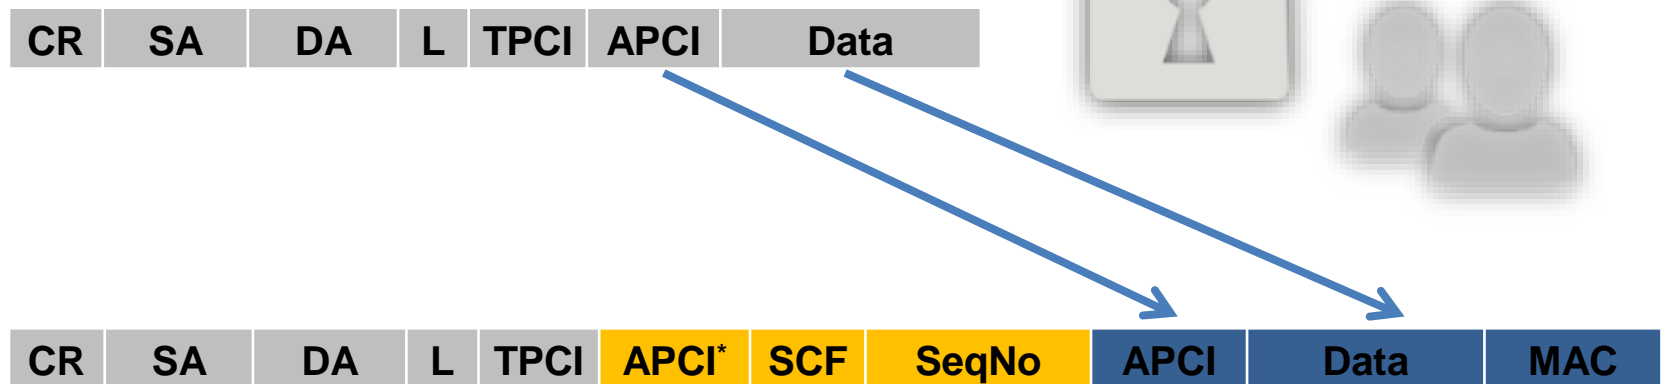 CR SA DA L TPCI APCI Data
CR SA DA L TPCI APCI* SCF SeqNo APCI Data MAC